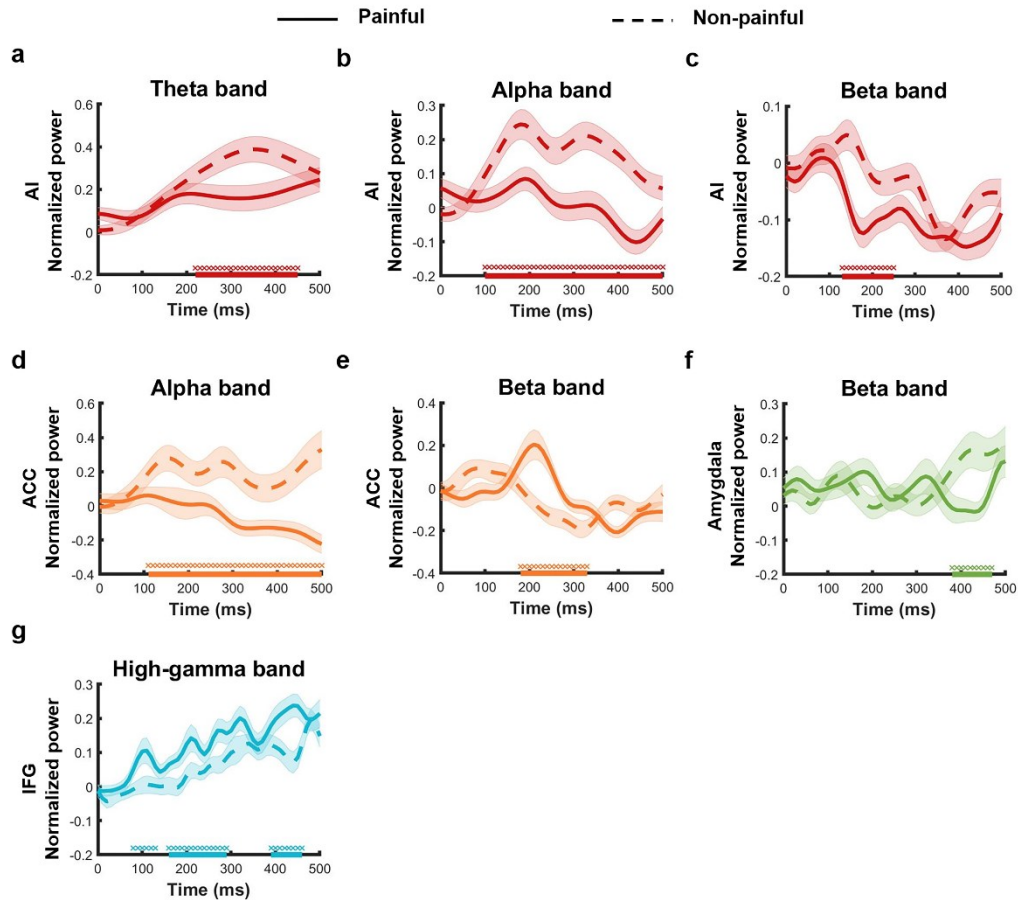 Painful
Non-painful
a
Theta band
AI
Normalized power
0.6
0.4
0.2
0
-0.2
0 100 200 300 400 500
Time (ms)
b
Alpha band
AI
Normalized power
0.3
0.2
0.1
0
-0.1
-0.2
0 100 200 300 400 500
Time (ms)
c
Beta band
AI
Normalized power
0.1
0
-0.1
-0.2
0 100 200 300 400 500
Time (ms)
d
Alpha band
ACC
Normalized power
0.6
0.4
0.2
0
-0.2
-0.4
0 100 200 300 400 500
Time (ms)
e
Beta band
ACC
Normalized power
0.4
0.2
0
-0.2
-0.4
0 100 200 300 400 500
Time (ms)
f
Beta band
Amygdala
Normalized power
0.3
0.2
0.1
0
-0.1
-0.2
0 100 200 300 400 500
Time (ms)
g
High-gamma band
IFG
Normalized power
0.3
0.2
0.1
0
-0.1
-0.2
0 100 200 300 400 500
Time (ms)